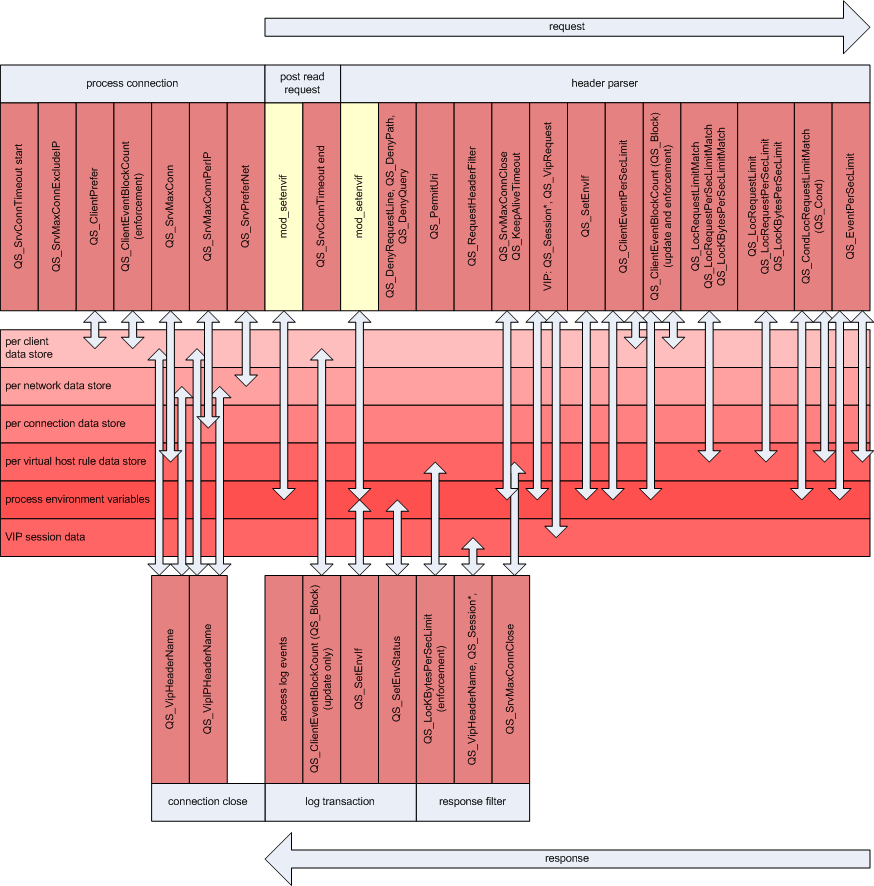 request
process connection
post read
request
header parser
QS_SrvConnTimeout start
QS_SrvMaxConnExcludeIP
QS_ClientPrefer
QS_ClientEventBlockCount
(enforcement)
QS_SrvMaxConn
QS_SrvMaxConnPerIP
QS_SrvPreferNet
mod_setenvif
QS_SrvConnTimeout end
mod_setenvif
QS_DenyRequestLine, QS_DenyPath,
QS_DenyQuery
QS_PermitUri
QS_RequestHeaderFilter
QS_SrvMaxConnClose
QS_KeepAliveTimeout
VIP: QS_Session*, QS_VipRequest
QS_SetEnvIf
QS_ClientEventPerSecLimit
QS_ClientEventBlockCount (QS_Block)
(update and enforcement)
QS_LocRequestLimitMatch
QS_LocRequestPerSecLimitMatch
QS_LocKBytesPerSecLimitMatch
QS_LocRequestLimit
QS_LocRequestPerSecLimit
QS_LocKBytesPerSecLimit
QS_CondLocRequestLimitMatch
(QS_Cond)
QS_EventPerSecLimit
per client
data store
per network data store
per connection data store
per virtual host rule data store
process environment variables
VIP session data
QS_VipHeaderName
QS_VipIPHeaderName
access log events
QS_ClientEventBlockCount (QS_Block)
(update only)
QS_SetEnvIf
QS_SetEnvStatus
QS_LocKBytesPerSecLimit
(enforcement)
QS_VipHeaderName, QS_Session*,
QS_SrvMaxConnClose
connection close
log transaction
response filter
response